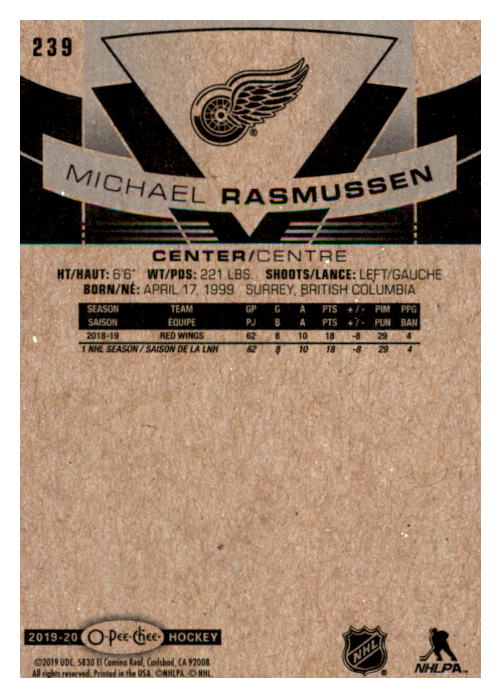 239
MICHAEL RASMUSSEN
CENTER/CENTRE
HT/HAUT: 6'6" WT/PDS: 221 LBS. SHOOTS/LANCE: LEFT/GAUCHE
BORN/NÉ: APRIL 17, 1999 SURREY, BRITISH COLUMBIA
SEASON TEAM GP G A PTS +/- PIM PPG
SAISON ÉQUIPE PJ B A PTS +/- PUN BAN
2018-19 RED WINGS 62 8 10 18 -8 29 4
1 NHL SEASON / SAISON DE LA LNH 62 8 10 18 -8 29 4
2019-20 O-Pee-Chee HOCKEY
©2019 UDC. 5830 El Camino Real, Carlsbad, CA 92008.
All rights reserved. Printed in the USA. ©NHLPA. © NHL.
NHL ®
NHLPA™
®